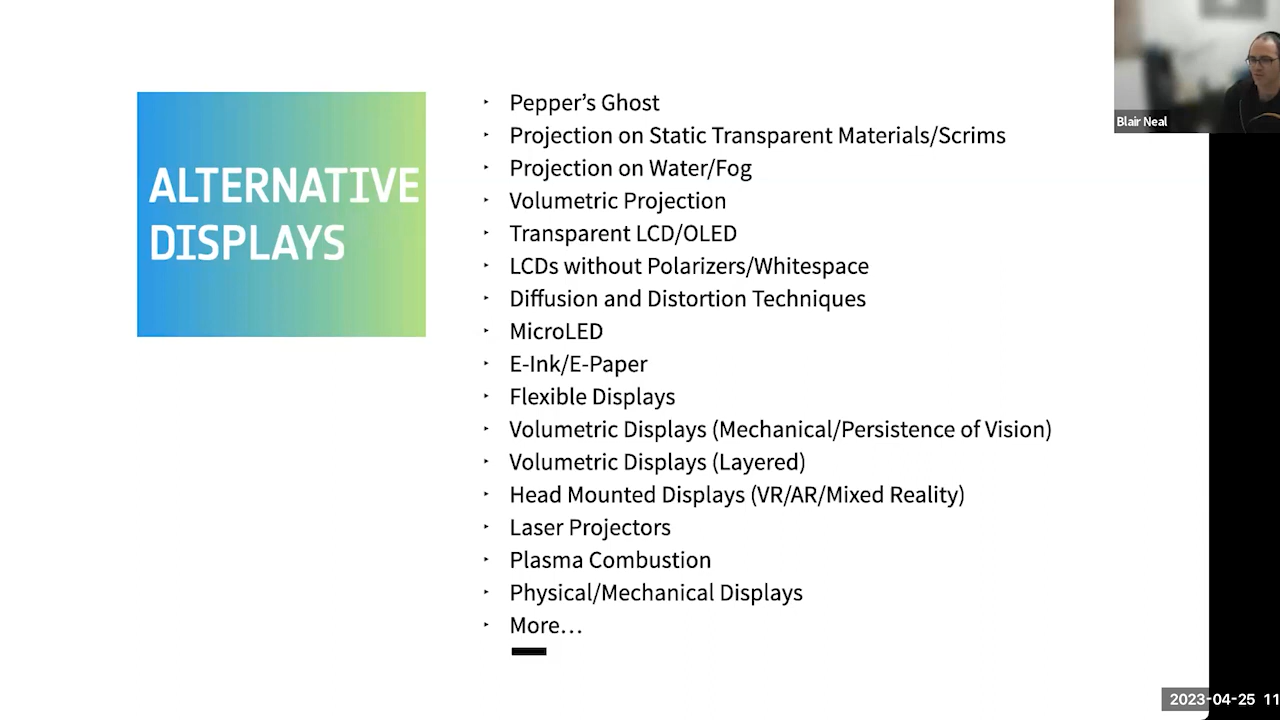 ALTERNATIVE
DISPLAYS
Pepper’s Ghost
Projection on Static Transparent Materials/Scrims
Projection on Water/Fog
Volumetric Projection
Transparent LCD/OLED
LCDs without Polarizers/Whitespace
Diffusion and Distortion Techniques
MicroLED
E-Ink/E-Paper
Flexible Displays
Volumetric Displays (Mechanical/Persistence of Vision)
Volumetric Displays (Layered)
Head Mounted Displays (VR/AR/Mixed Reality)
Laser Projectors
Plasma Combustion
Physical/Mechanical Displays
More…
Blair Neal
2023-04-25 11